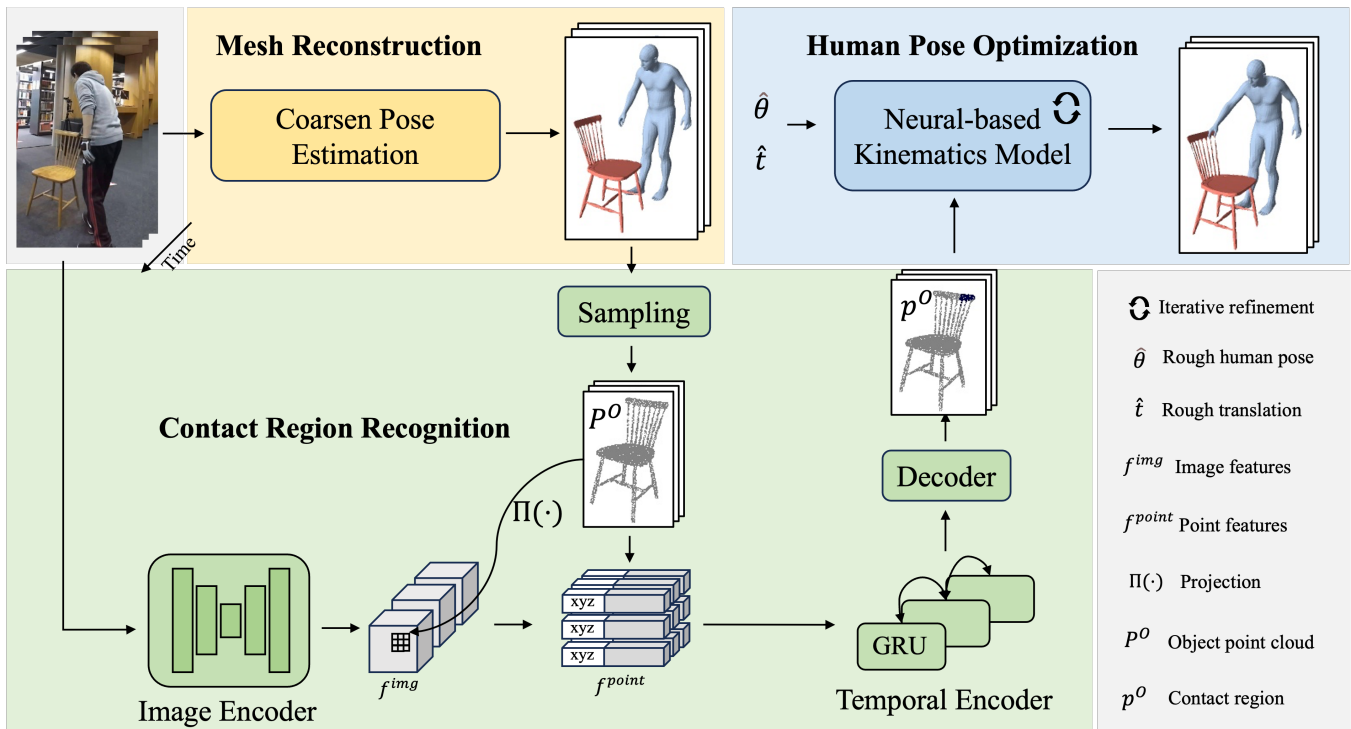 Mesh Reconstruction
Coarsen Pose
Estimation
Time
Human Pose Optimization
θ̂
t̂
Neural-based
Kinematics Model
Sampling
Contact Region Recognition
P^O
Π(·)
Image Encoder
f^{img}
xyz
xyz
xyz
f^{point}
GRU
Temporal Encoder
Decoder
p^O
Iterative refinement
θ̂ Rough human pose
t̂ Rough translation
f^{img} Image features
f^{point} Point features
Π(·) Projection
P^O Object point cloud
p^O Contact region